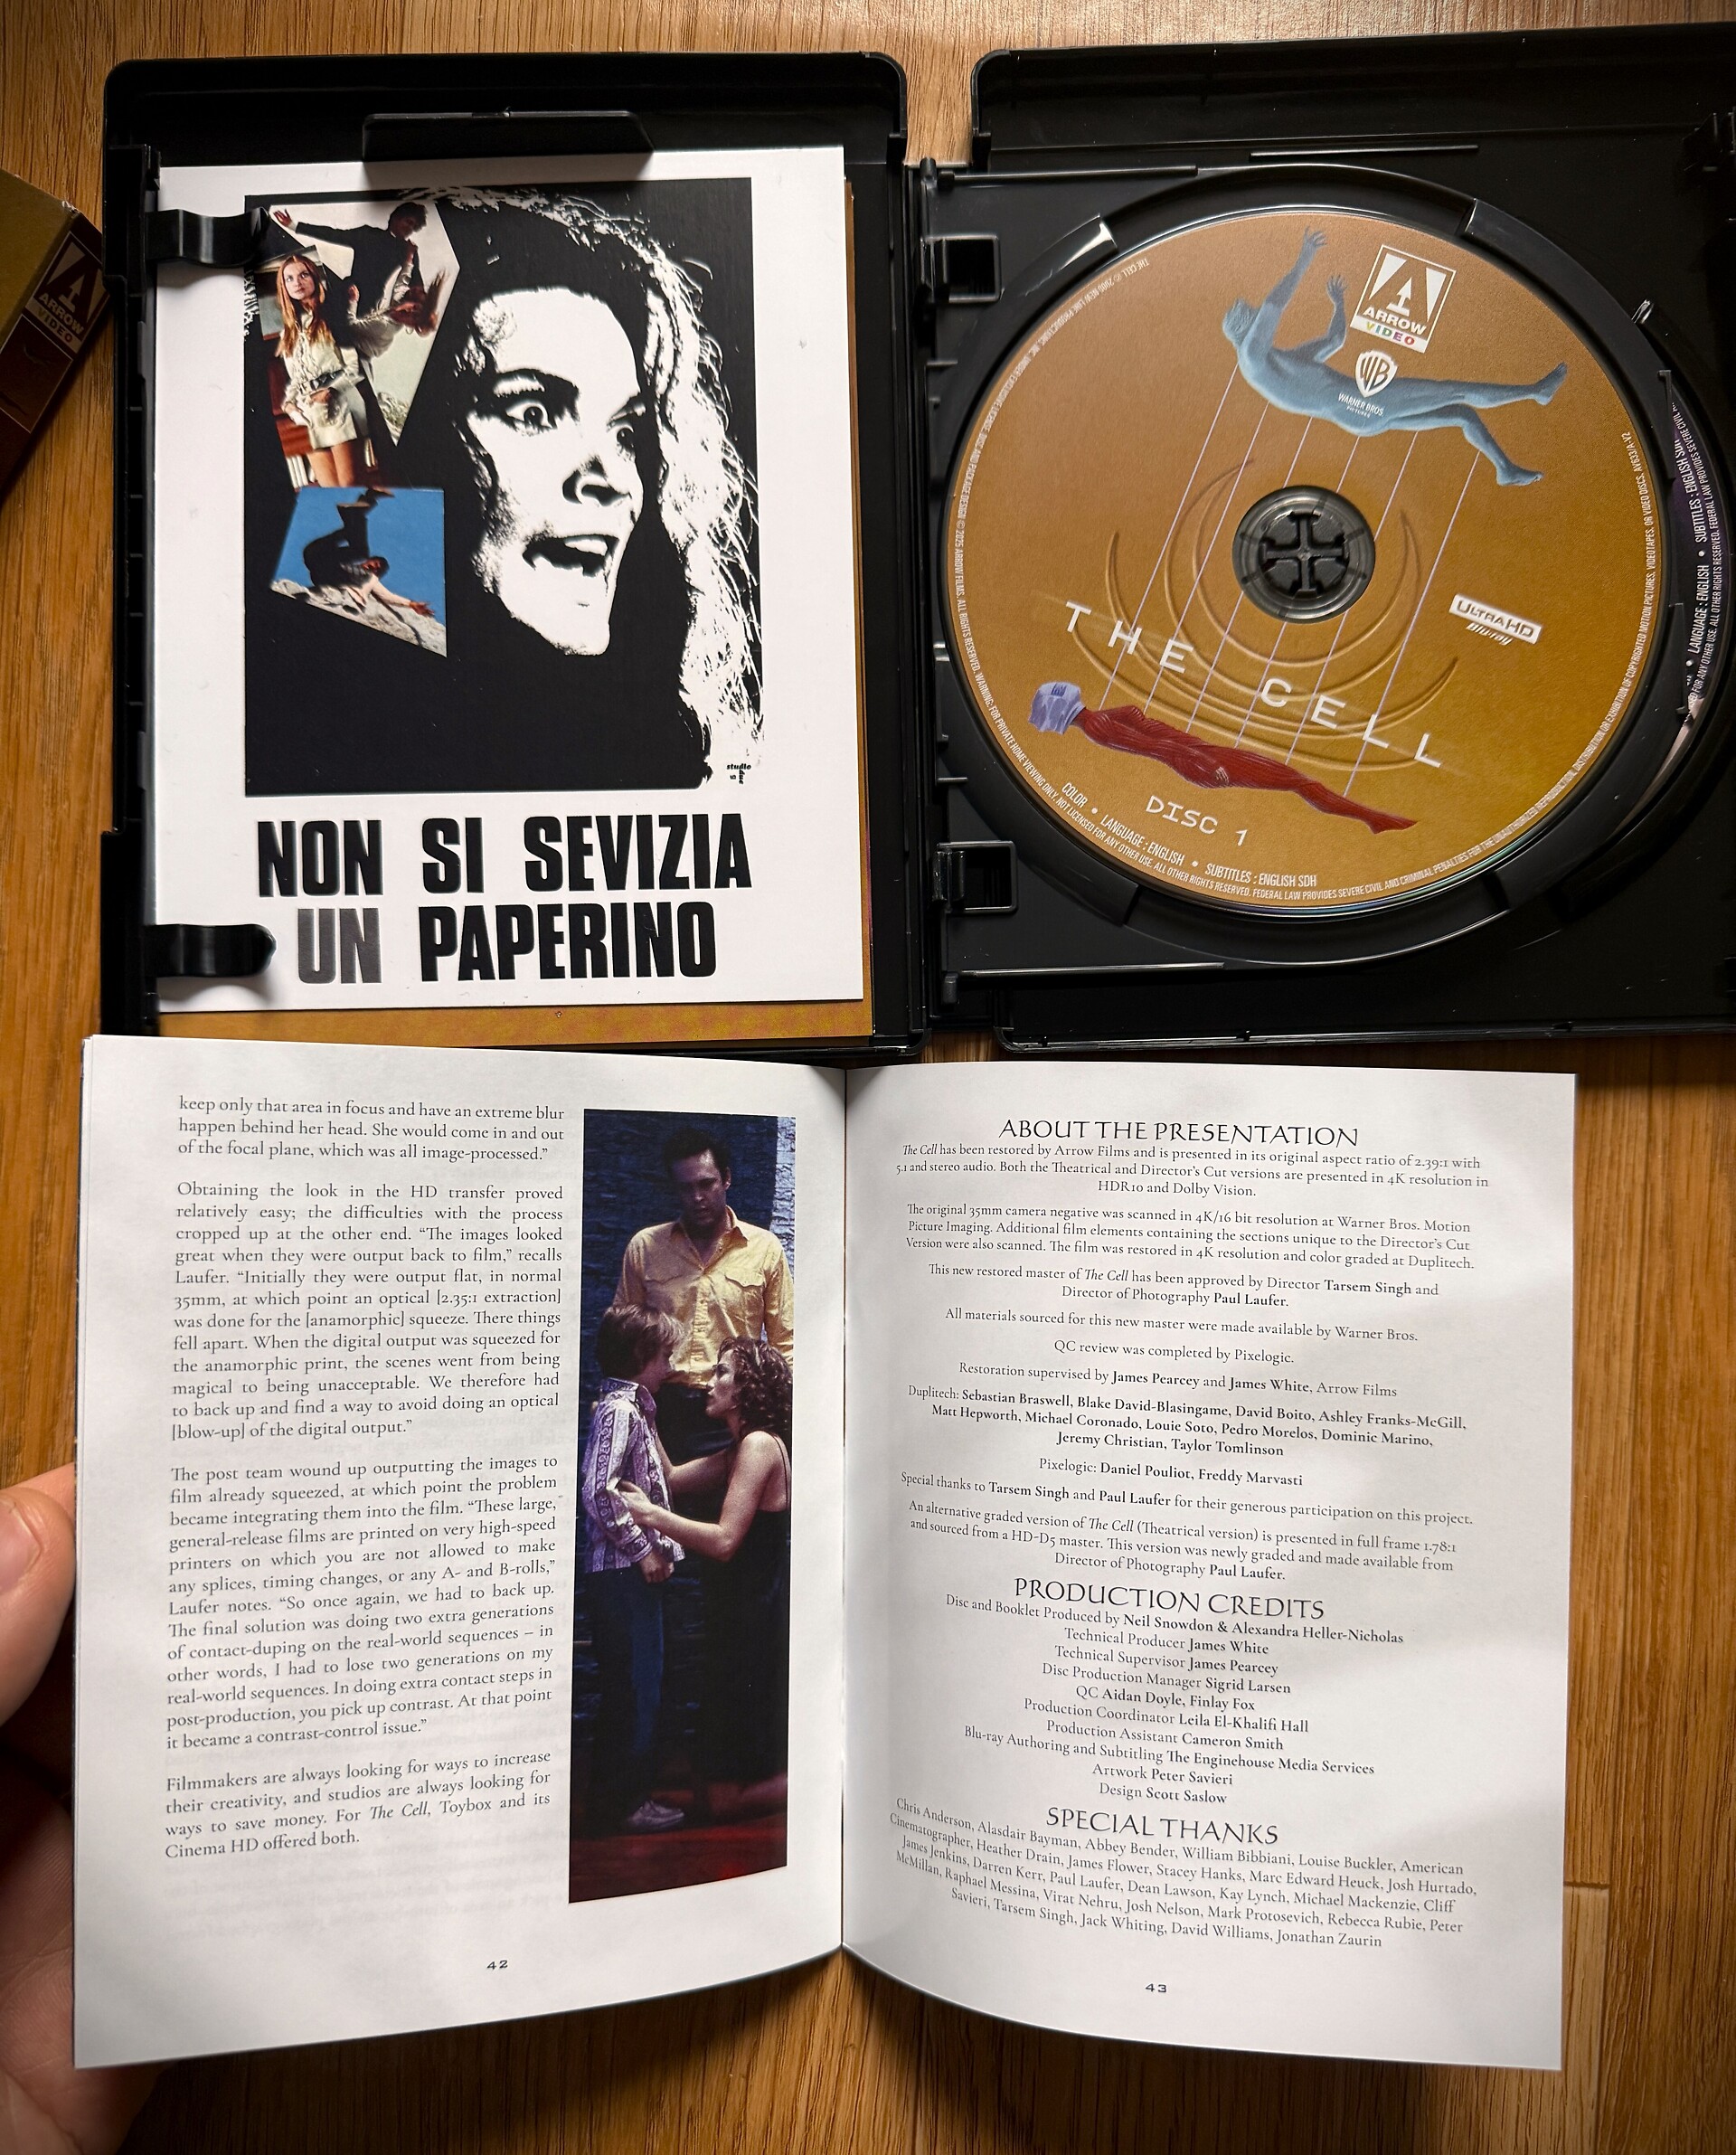 ARROW
VIDEO
studio
NON SI SEVIZIA
UN PAPERINO
ARROW
VIDEO
WB
WARNER BROS.
PICTURES
ULTRA HD
Blu-ray
THE CELL
DISC 1
COLOR • LANGUAGE: ENGLISH • SUBTITLES: ENGLISH SDH
LANGUAGE: ENGLISH • SUBTITLES: ENGLISH SDH
keep only that area in focus and have an extreme blur
happen behind her head. She would come in and out
of the focal plane, which was all image-processed.”
Obtaining the look in the HD transfer proved
relatively easy; the difficulties with the process
cropped up at the other end. “The images looked
great when they were output back to film,” recalls
Laufer. “Initially they were output flat, in normal
35mm, at which point an optical [2.35:1 extraction]
was done for the [anamorphic] squeeze. There things
fell apart. When the digital output was squeezed for
the anamorphic print, the scenes went from being
magical to being unacceptable. We therefore had
to back up and find a way to avoid doing an optical
[blow-up] of the digital output.”
The post team wound up outputting the images to
film already squeezed, at which point the problem
became integrating them into the film. “These large,
general-release films are printed on very high-speed
printers on which you are not allowed to make
any splices, timing changes, or any A- and B-rolls,”
Laufer notes. “So once again, we had to back up.
The final solution was doing two extra generations
of contact-duping on the real-world sequences – in
other words, I had to lose two generations on my
real-world sequences. In doing extra contact steps in
post-production, you pick up contrast. At that point
it became a contrast-control issue.”
Filmmakers are always looking for ways to increase
their creativity, and studios are always looking for
ways to save money. For The Cell, Toybox and its
Cinema HD offered both.
42
ABOUT THE PRESENTATION
The Cell has been restored by Arrow Films and is presented in its original aspect ratio of 2.39:1 with
5.1 and stereo audio. Both the Theatrical and Director’s Cut versions are presented in 4K resolution in
HDR10 and Dolby Vision.
The original 35mm camera negative was scanned in 4K/16 bit resolution at Warner Bros. Motion
Picture Imaging. Additional film elements containing the sections unique to the Director’s Cut
Version were also scanned. The film was restored in 4K resolution and color graded at Duplitech.
This new restored master of The Cell has been approved by Director Tarsem Singh and
Director of Photography Paul Laufer.
All materials sourced for this new master were made available by Warner Bros.
QC review was completed by Pixelogic.
Restoration supervised by James Pearcey and James White, Arrow Films
Duplitech: Sebastian Braswell, Blake David-Blasingame, David Boito, Ashley Franks-McGill,
Matt Hepworth, Michael Coronado, Louie Soto, Pedro Morelos, Dominic Marino,
Jeremy Christian, Taylor Tomlinson
Pixelogic: Daniel Pouliot, Freddy Marvasti
Special thanks to Tarsem Singh and Paul Laufer for their generous participation on this project.
An alternative graded version of The Cell (Theatrical version) is presented in full frame 1.78:1
and sourced from a HD-D5 master. This version was newly graded and made available from
Director of Photography Paul Laufer.
PRODUCTION CREDITS
Disc and Booklet Produced by Neil Snowdon & Alexandra Heller-Nicholas
Technical Producer James White
Technical Supervisor James Pearcey
Disc Production Manager Sigrid Larsen
QC Aidan Doyle, Finlay Fox
Production Coordinator Leila El-Khalifi Hall
Production Assistant Cameron Smith
Blu-ray Authoring and Subtitling The Enginehouse Media Services
Artwork Peter Savieri
Design Scott Saslow
SPECIAL THANKS
Chris Anderson, Alasdair Bayman, Abbey Bender, William Bibbiani, Louise Buckler, American
Cinematographer, Heather Drain, James Flower, Stacey Hanks, Marc Edward Heuck, Josh Hurtado,
James Jenkins, Darren Kerr, Paul Laufer, Dean Lawson, Kay Lynch, Michael Mackenzie, Cliff
McMillan, Raphael Messina, Virat Nehru, Josh Nelson, Mark Protosevich, Rebecca Rubie, Peter
Savieri, Tarsem Singh, Jack Whiting, David Williams, Jonathan Zaurin
43